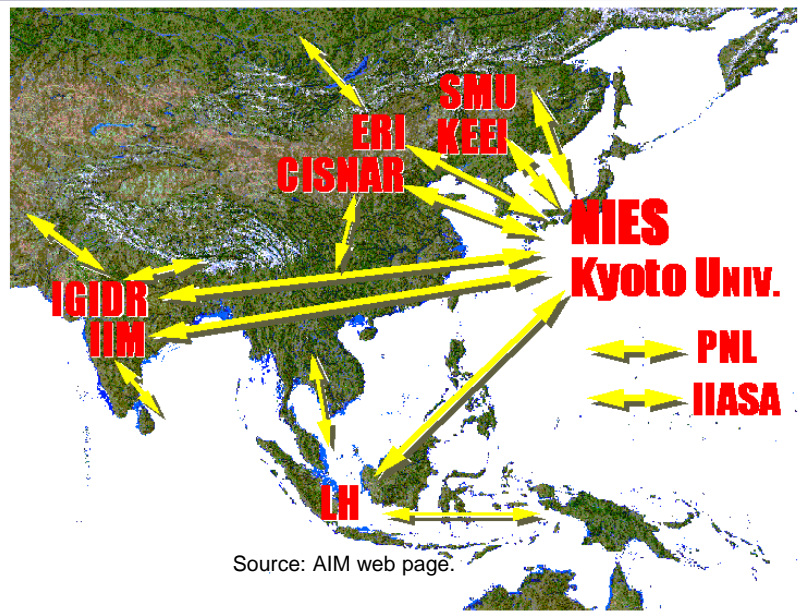 SMU
KEEI
ERI
CISNAR
NIES
Kyoto UNIV.
IGIDR
IIM
PNL
IIASA
LH
Source: AIM web page.